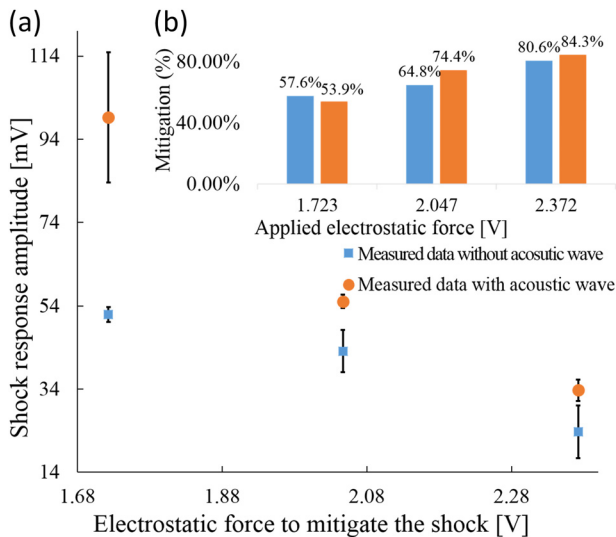 (a)
Shock response amplitude [mV]
114
94
74
54
34
14
1.68
1.88
2.08
2.28
Electrostatic force to mitigate the shock [V]
(b)
Mitigation (%)
80.00%
40.00%
0.00%
57.6%
53.9%
64.8%
74.4%
80.6%
84.3%
1.723
2.047
2.372
Applied electrostatic force [V]
Measured data without acosutic wave
Measured data with acoustic wave